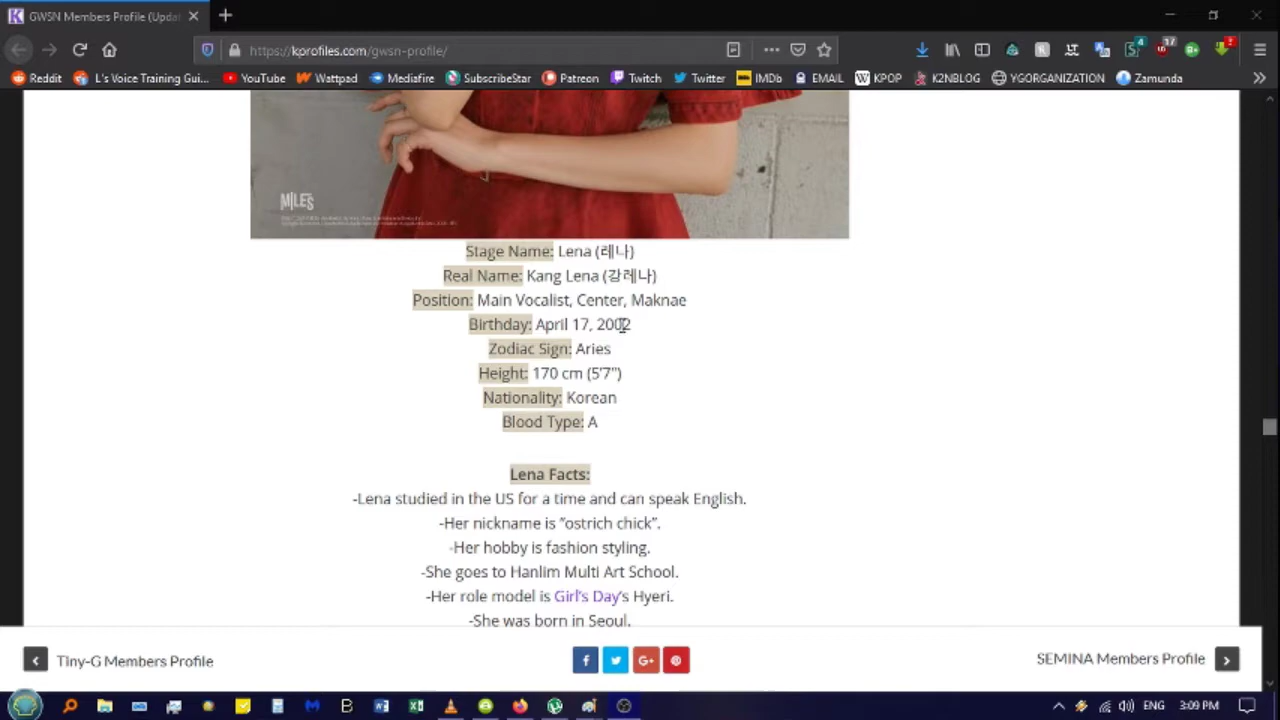 GWSN Members Profile (Upda
https://kprofiles.com/gwsn-profile/
4
17
2
Reddit
L's Voice Training Gui...
YouTube
Wattpad
Mediafire
SubscribeStar
Patreon
Twitch
Twitter
IMDb
EMAIL
KPOP
K2NBLOG
YGORGANIZATION
Zamunda
MILES
Stage Name: Lena (레나)
Real Name: Kang Lena (강레나)
Position: Main Vocalist, Center, Maknae
Birthday: April 17, 2002
Zodiac Sign: Aries
Height: 170 cm (5'7")
Nationality: Korean
Blood Type: A
Lena Facts:
-Lena studied in the US for a time and can speak English.
-Her nickname is “ostrich chick”.
-Her hobby is fashion styling.
-She goes to Hanlim Multi Art School.
-Her role model is Girl's Day's Hyeri.
-She was born in Seoul.
Tiny-G Members Profile
SEMINA Members Profile
ENG
3:09 PM